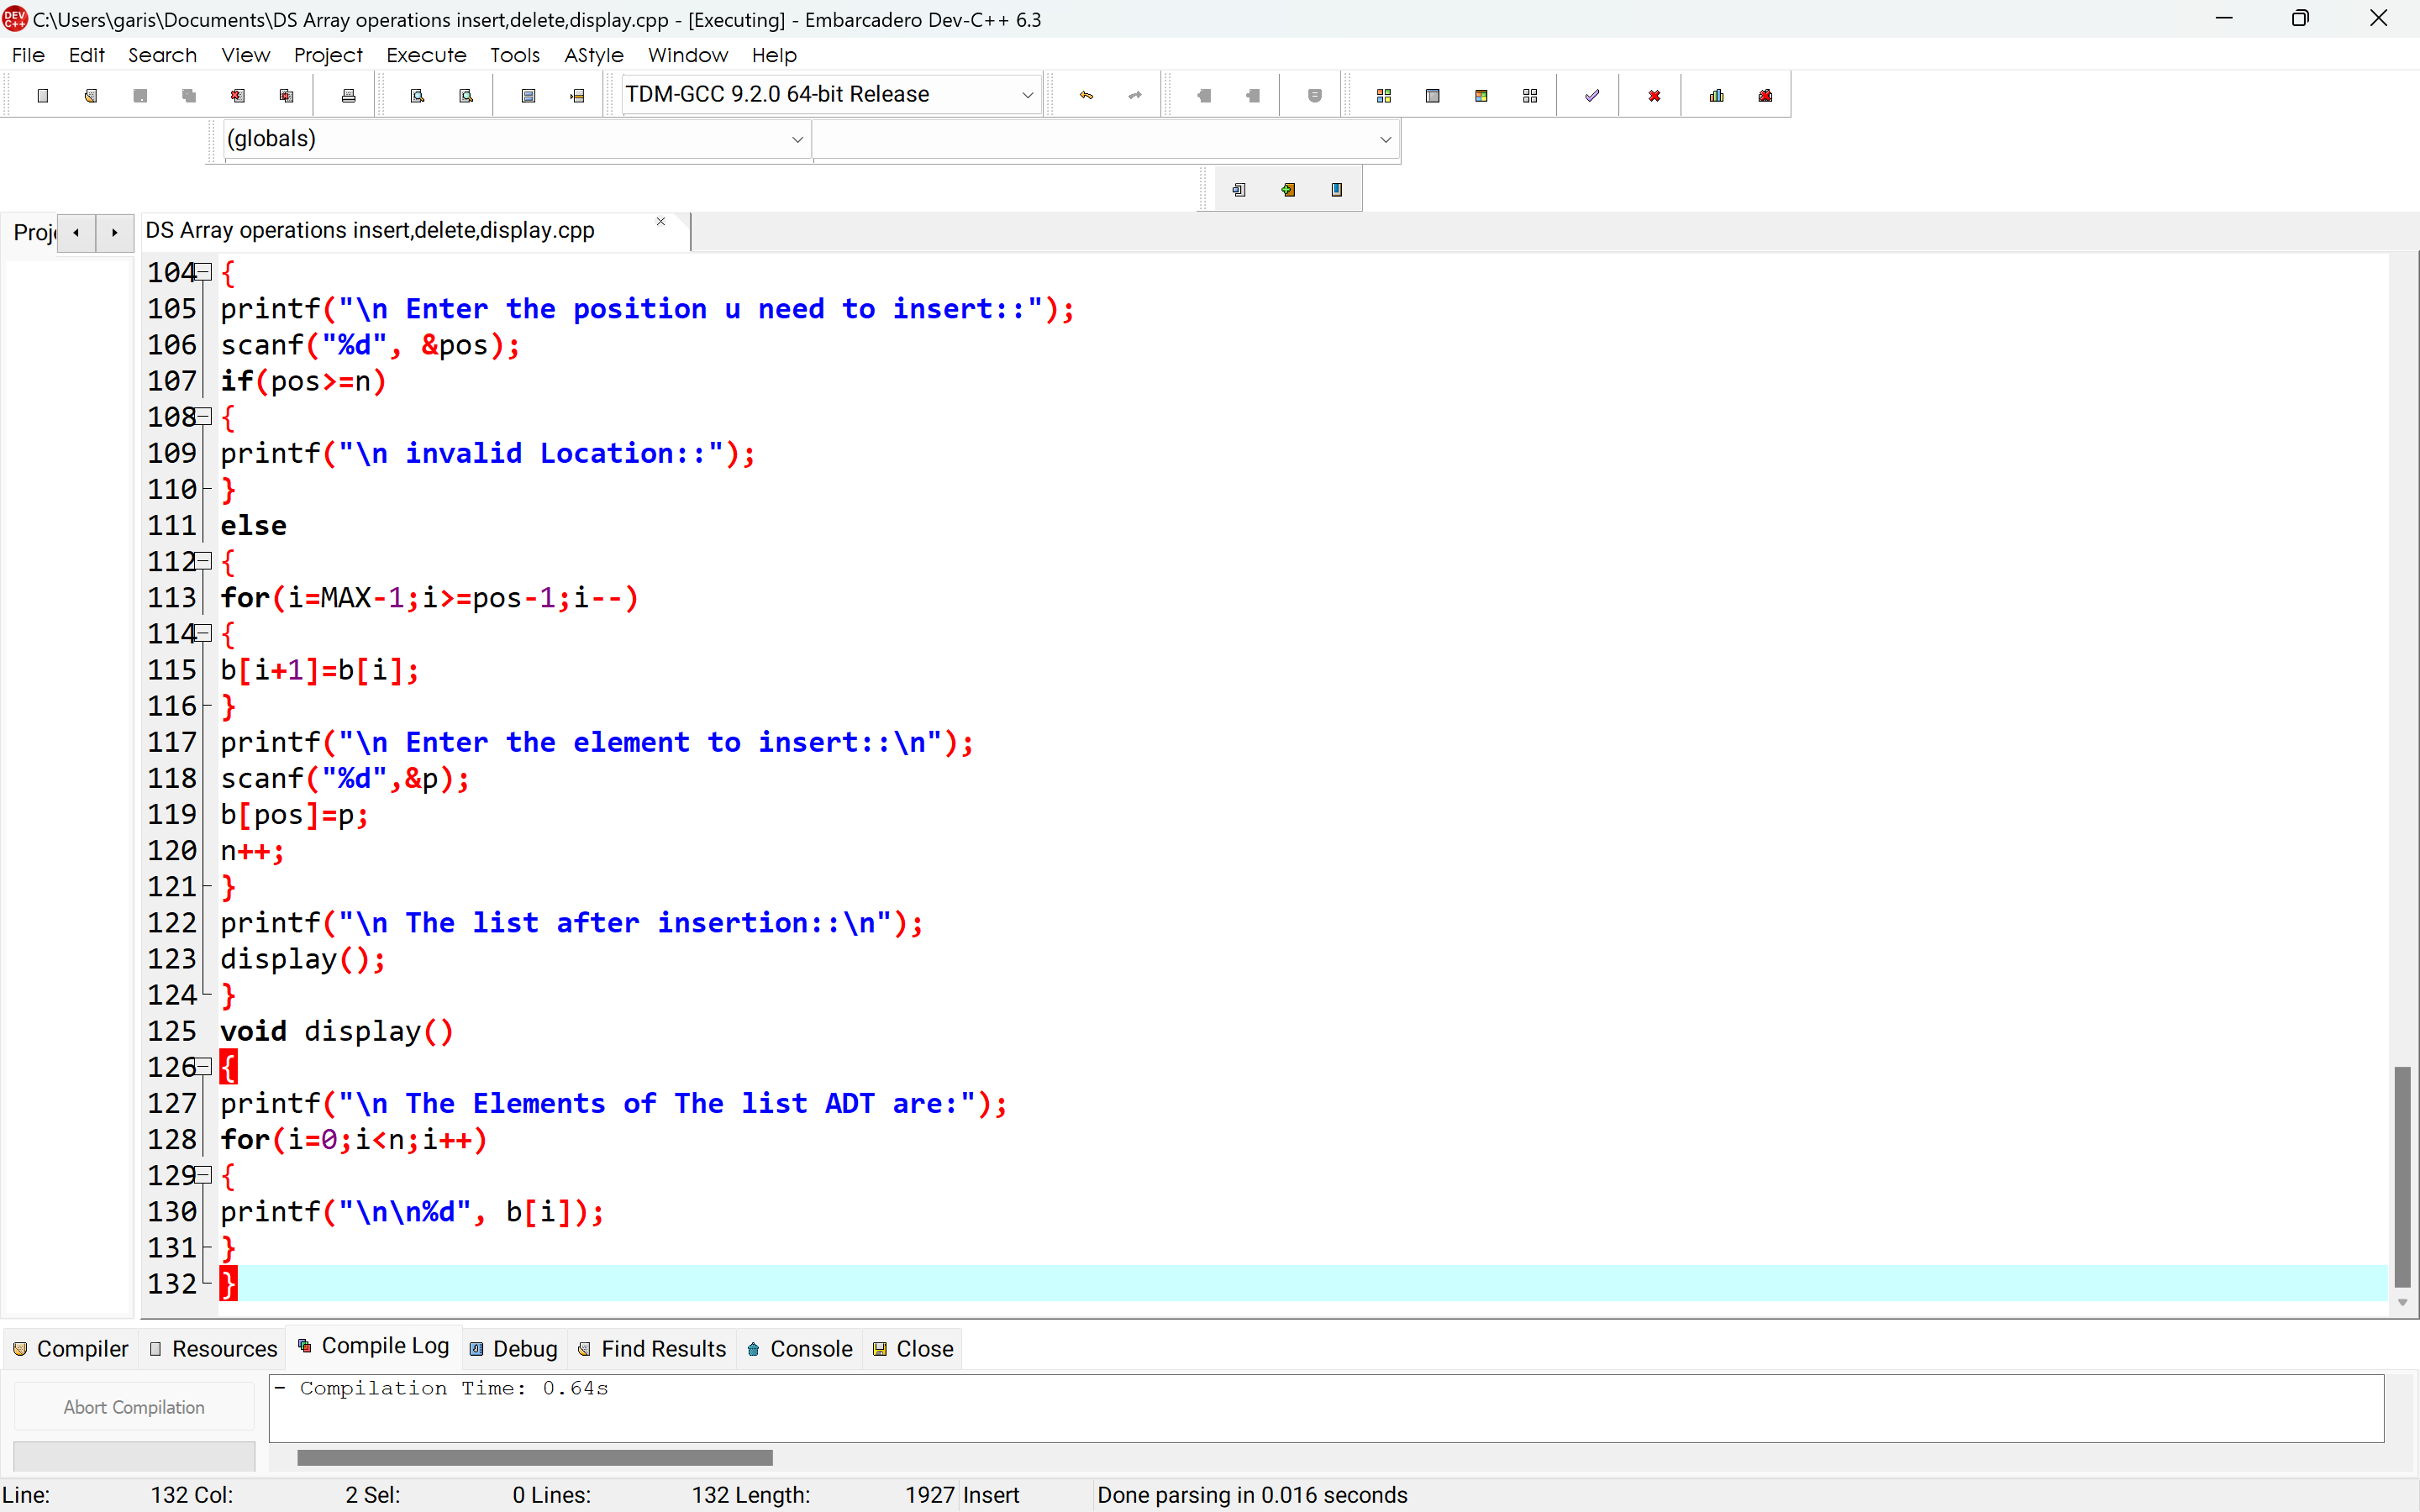 C:\Users\garis\Documents\DS Array operations insert,delete,display.cpp - [Executing] - Embarcadero Dev-C++ 6.3
File Edit Search View Project Execute Tools AStyle Window Help
TDM-GCC 9.2.0 64-bit Release
(globals)
Proj DS Array operations insert,delete,display.cpp
104 {
105 printf("\n Enter the position u need to insert::");
106 scanf("%d", &pos);
107 if(pos>=n)
108 {
109 printf("\n invalid Location::");
110 }
111 else
112 {
113 for(i=MAX-1;i>=pos-1;i--)
114 {
115 b[i+1]=b[i];
116 }
117 printf("\n Enter the element to insert::\n");
118 scanf("%d",&p);
119 b[pos]=p;
120 n++;
121 }
122 printf("\n The list after insertion::\n");
123 display();
124 }
125 void display()
126 {
127 printf("\n The Elements of The list ADT are:");
128 for(i=0;i<n;i++)
129 {
130 printf("\n\n%d", b[i]);
131 }
132 }
Compiler Resources Compile Log Debug Find Results Console Close
Abort Compilation
- Compilation Time: 0.64s
Line: 132 Col: 2 Sel: 0 Lines: 132 Length: 1927 Insert Done parsing in 0.016 seconds